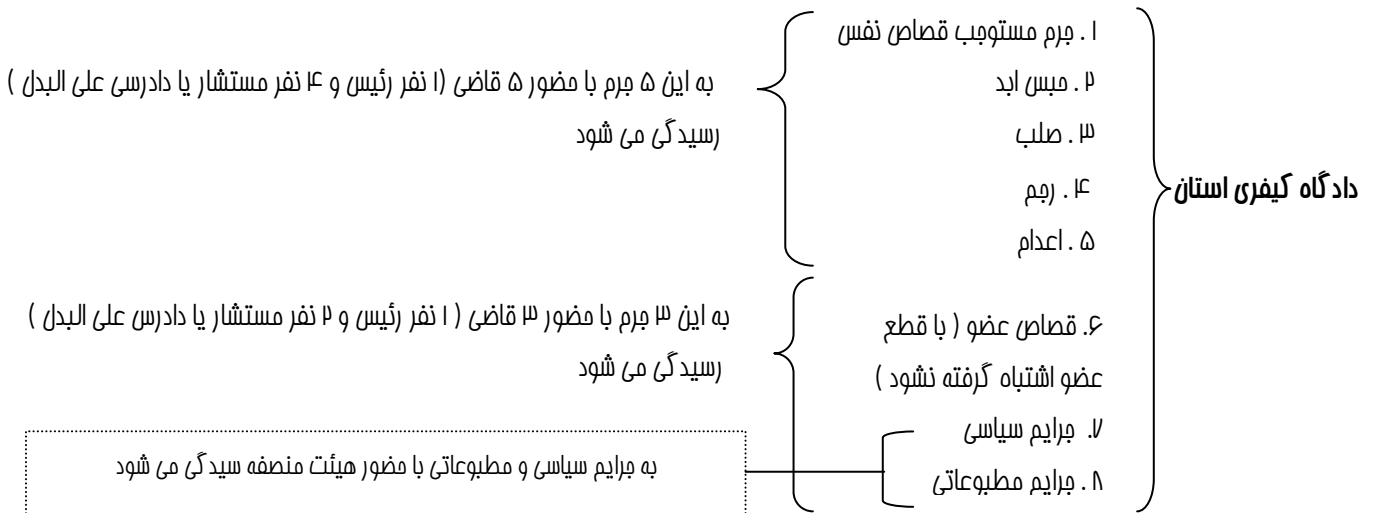 دادگاه کیفری استان
۱. جرم مستوجب قصاص نفس
۲. حبس ابد
۳. صلب
۴. رجم
۵. اعدام
به این ۵ جرم با حضور ۵ قاضی (۱ نفر رئیس و ۴ نفر مستشار یا دادرسی علی البدل )
رسیدگی می شود
۶. قصاص عضو ( با قطع
عضو اشتباه گرفته نشود )
۷. جرایم سیاسی
۸. جرایم مطبوعاتی
به این ۳ جرم با حضور ۳ قاضی ( ۱ نفر رئیس و ۲ نفر مستشار یا دادرس علی البدل )
رسیدگی می شود
به جرایم سیاسی و مطبوعاتی با حضور هیئت منصفه سیدگی می شود